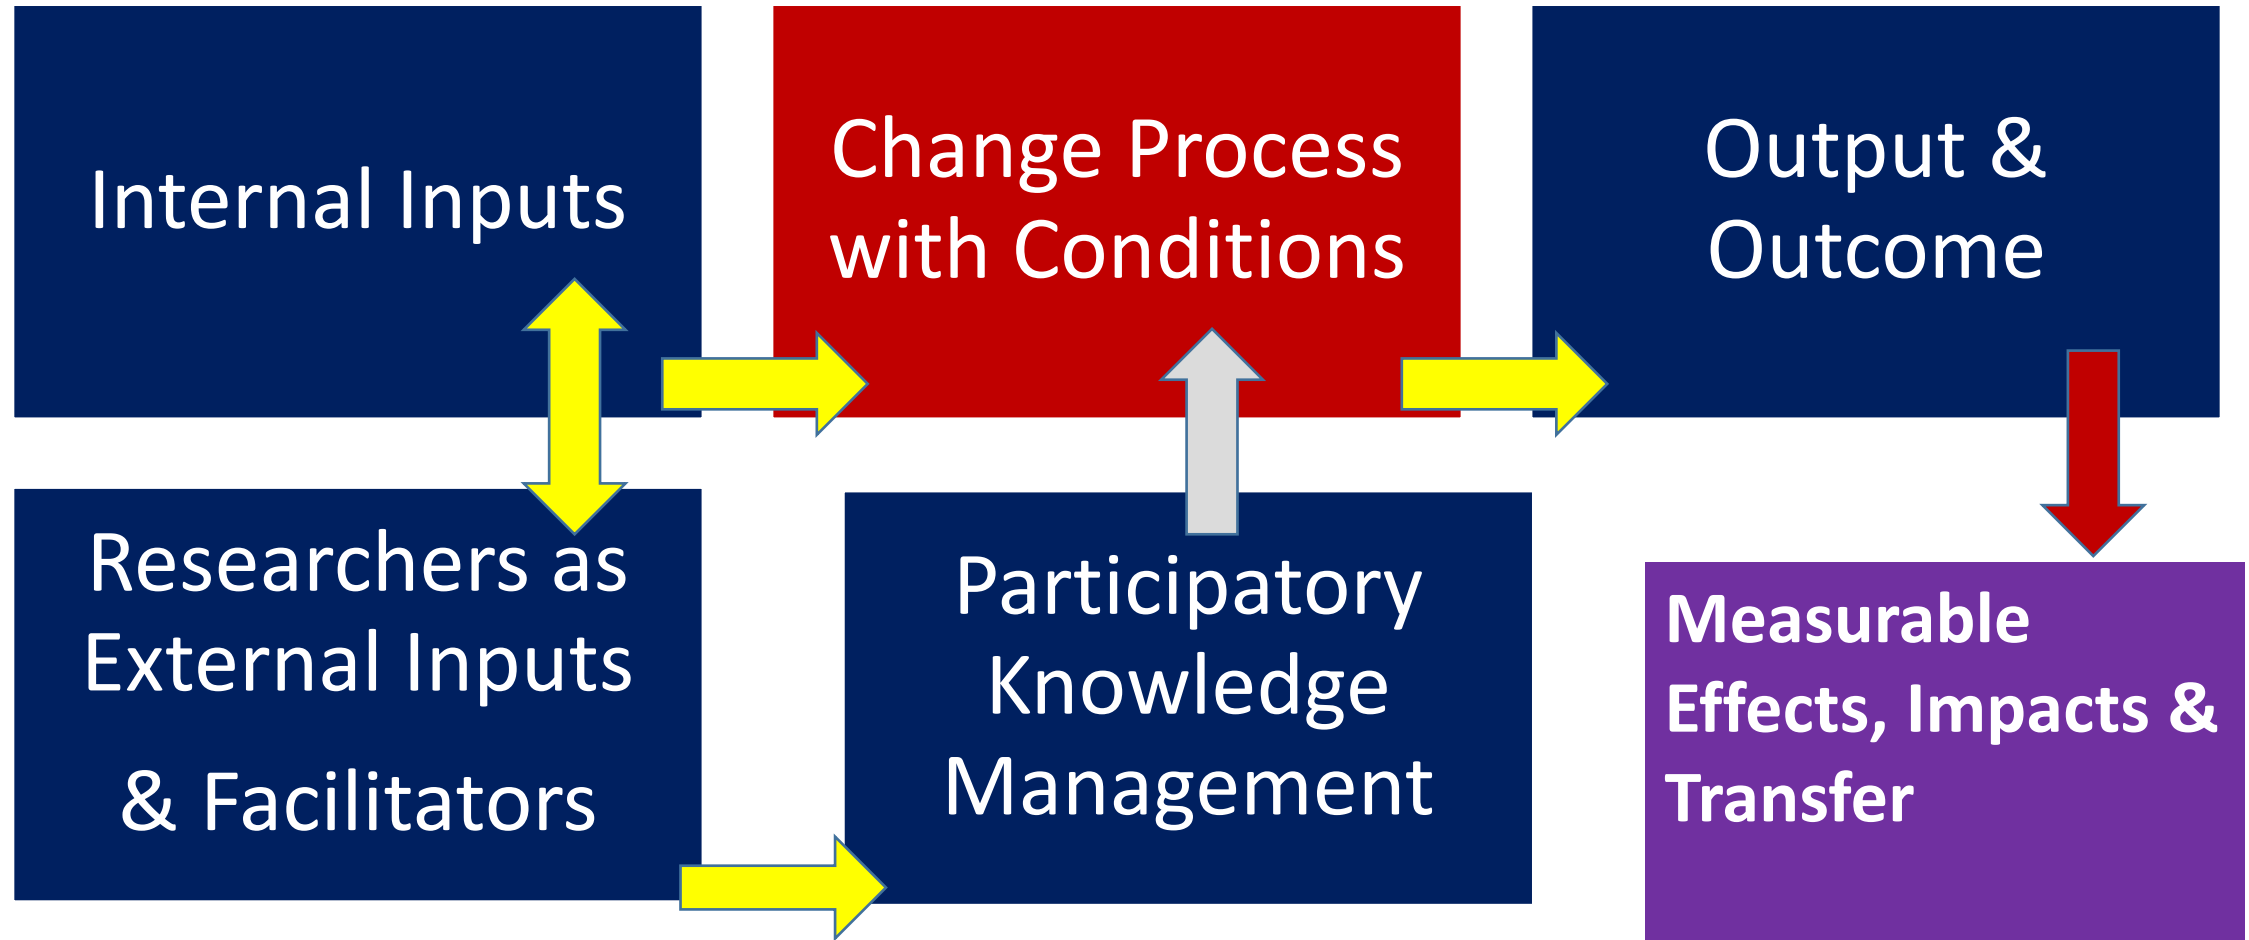 Internal Inputs
Change Process
with Conditions
Output &
Outcome
Researchers as
External Inputs
& Facilitators
Participatory
Knowledge
Management
Measurable
Effects, Impacts &
Transfer